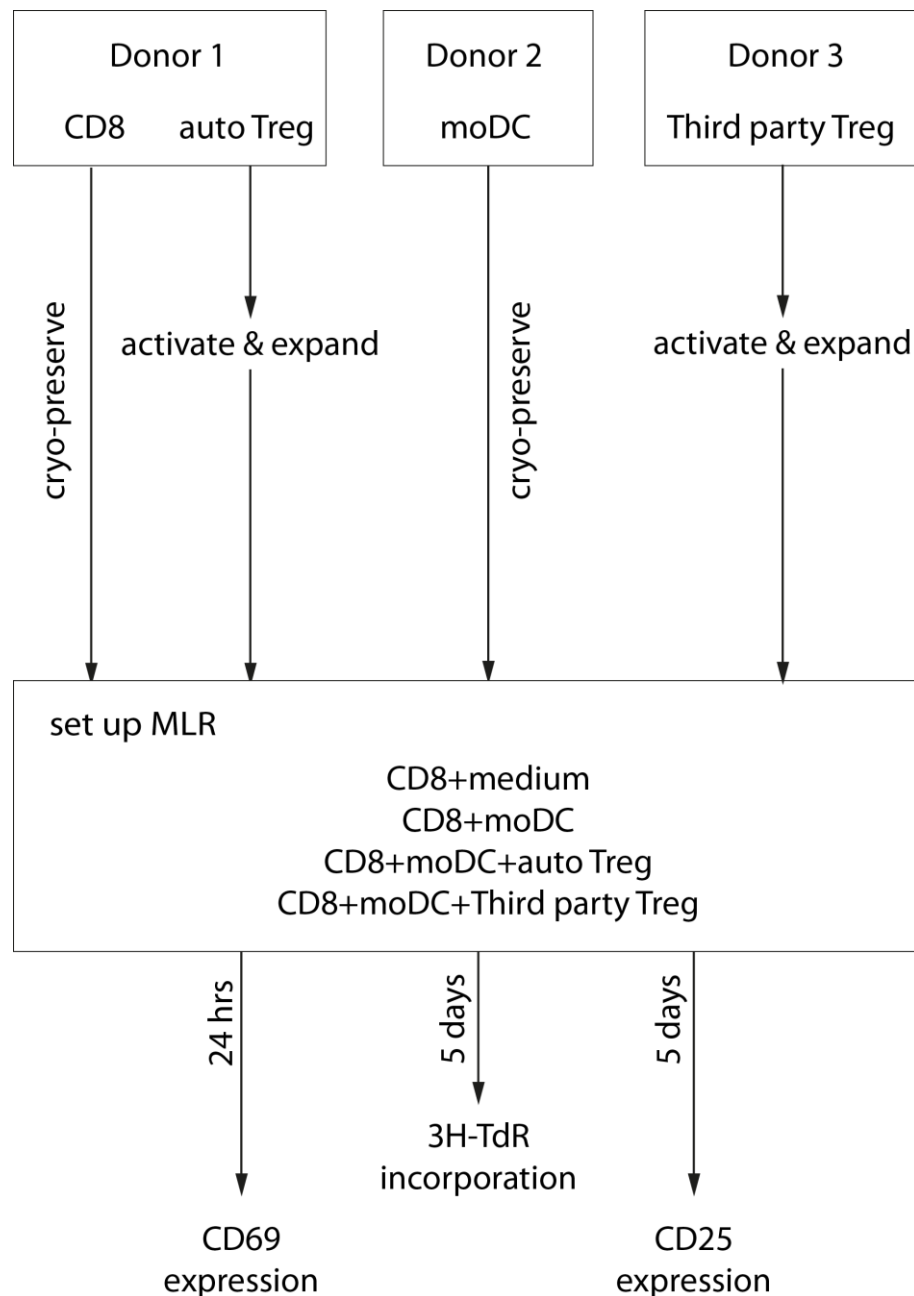 Donor 1
CD8 auto Treg
Donor 2
moDC
Donor 3
Third party Treg
cryo-preserve
activate & expand
cryo-preserve
activate & expand
set up MLR
CD8+medium
CD8+moDC
CD8+moDC+auto Treg
CD8+moDC+Third party Treg
24 hrs
5 days
5 days
3H-TdR
incorporation
CD69
expression
CD25
expression